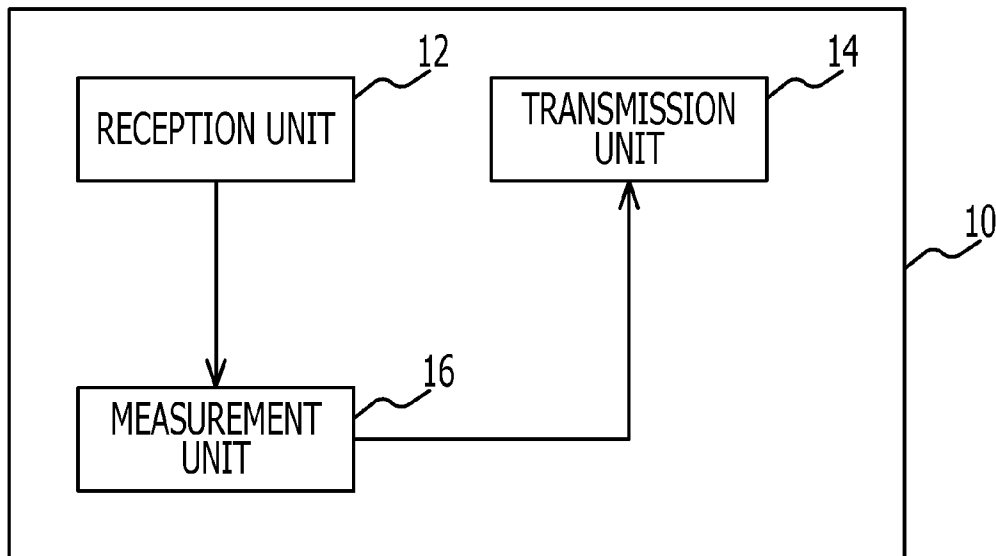 12
RECEPTION UNIT
14
TRANSMISSION
UNIT
10
16
MEASUREMENT
UNIT